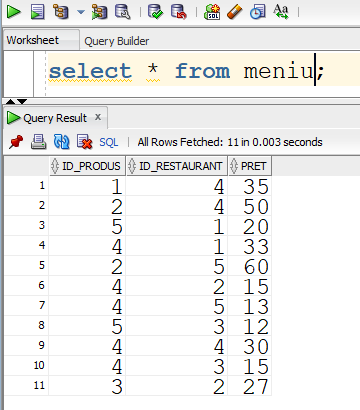 Worksheet Query Builder
select * from meniu;
Query Result x
SQL | All Rows Fetched: 11 in 0.003 seconds
ID_PRODUS ID_RESTAURANT PRET
1 1 4 35
2 2 4 50
3 5 1 20
4 4 1 33
5 2 5 60
6 4 2 15
7 4 5 13
8 5 3 12
9 4 4 30
10 4 3 15
11 3 2 27